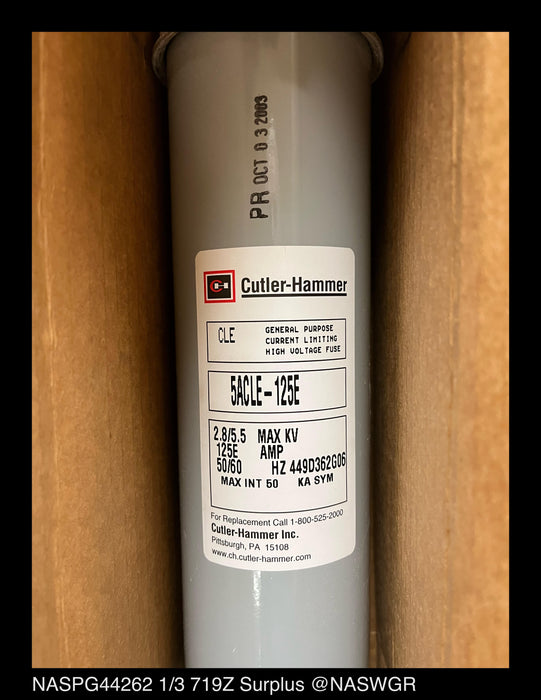 PR OCT 0 3 2003
Cutler-Hammer
CLE
GENERAL PURPOSE
CURRENT LIMITING
HIGH VOLTAGE FUSE
5ACLE-125E
2.8/5.5 MAX KV
125E AMP
50/60 HZ 449D362G06
MAX INT 50 KA SYM
For Replacement Call 1-800-525-2000
Cutler-Hammer Inc.
Pittsburgh, PA 15108
www.ch.cutler-hammer.com
NASPG44262 1/3 719Z Surplus @NASWGR